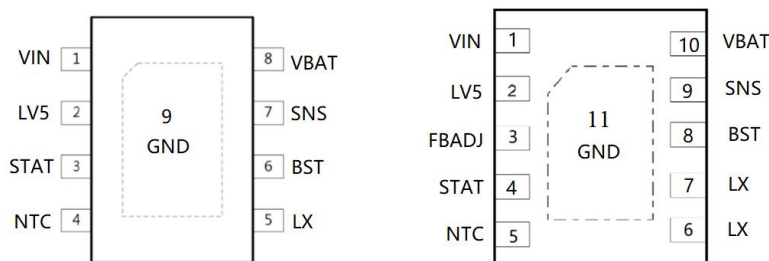 VIN 1 8 VBAT
LV5 2 7 SNS
9
GND
STAT 3 6 BST
NTC 4 5 LX
VIN 1 10 VBAT
LV5 2 9 SNS
11
GND
FBADJ 3 8 BST
STAT 4 7 LX
NTC 5 6 LX